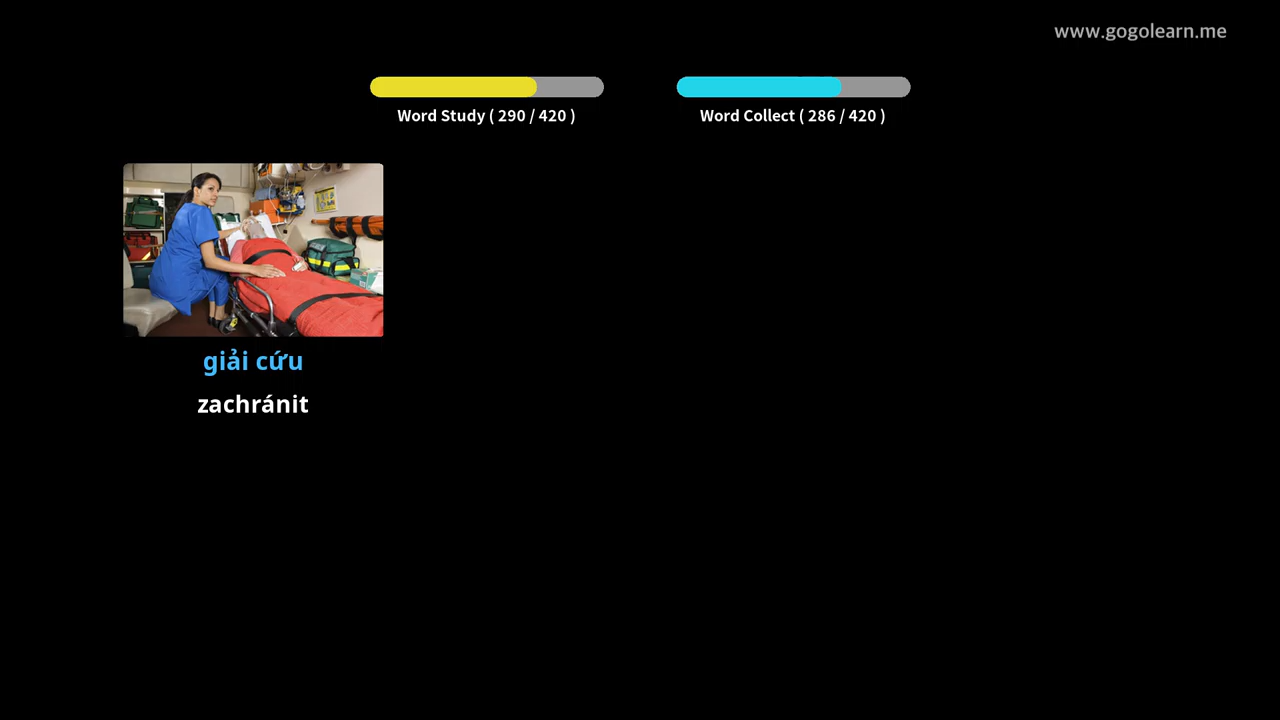 www.gogolearn.me
Word Study ( 290 / 420 )
Word Collect ( 286 / 420 )
giải cứu
zachránit